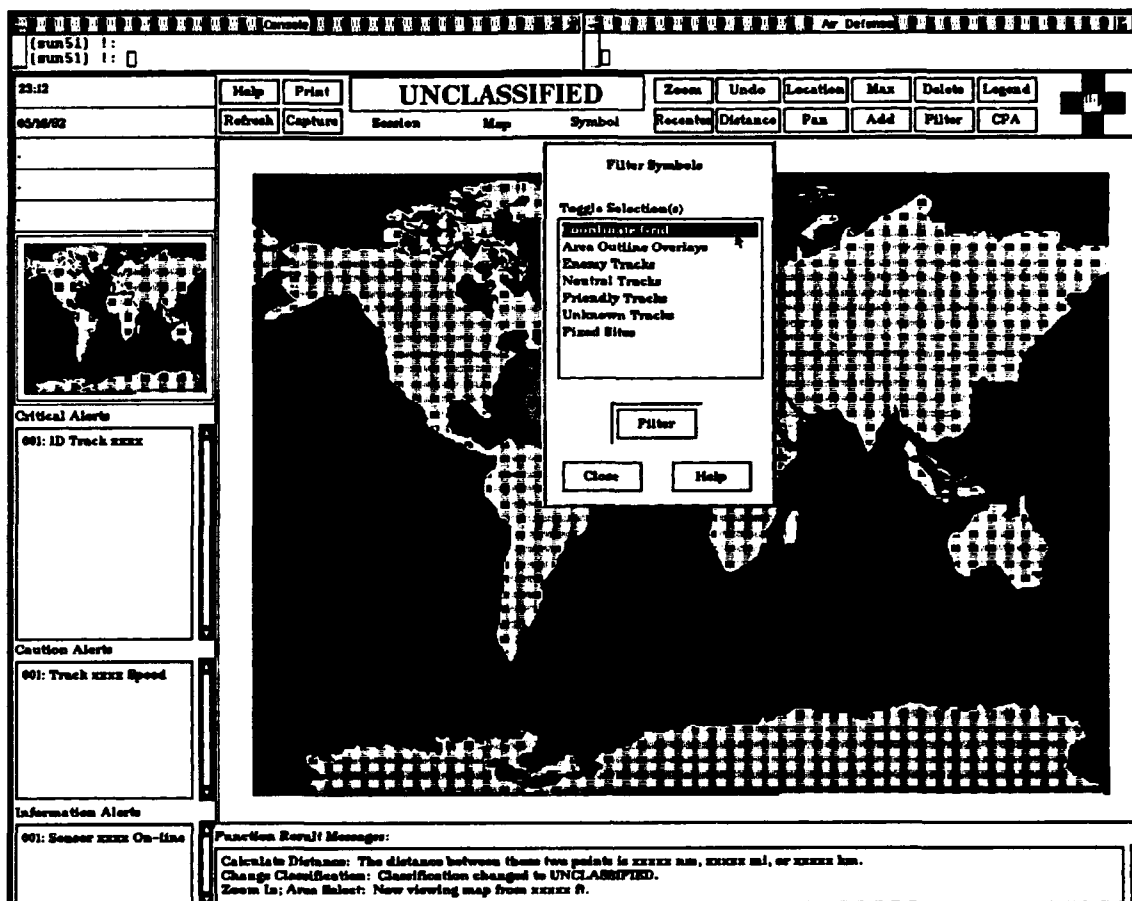 Console
Air Defense
(sun51) !:
(sun51) !:
23:12
Help
Print
UNCLASSIFIED
Zoom
Undo
Location
Max
Delete
Legend
Refresh
Capture
Session
Map
Symbol
Recenter
Distance
Pan
Add
Filter
CPA
Filter Symbols
Toggle Selection(s)
Coordinate Grid
Area Outline Overlays
Enemy Tracks
Neutral Tracks
Friendly Tracks
Unknown Tracks
Fixed Sites
Filter
Close
Help
Critical Alerts
001: ID Track xxxx
Caution Alerts
001: Track xxxx Speed
Information Alerts
001: Sensor xxxx On-line
Function Result Messages:
Calculate Distance: The distance between these two points is xxxxx nm, xxxxx mi, or xxxxx km.
Change Classification: Classification changed to UNCLASSIFIED.
Zoom In; Area Select: Now viewing map from xxxxx ft.